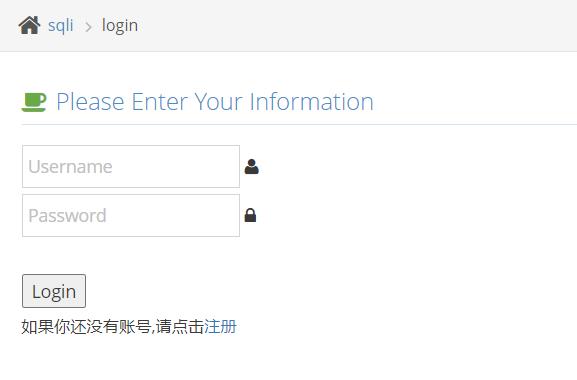 sqli > login
Please Enter Your Information
Username
Password
Login
如果你还没有账号,请点击注册